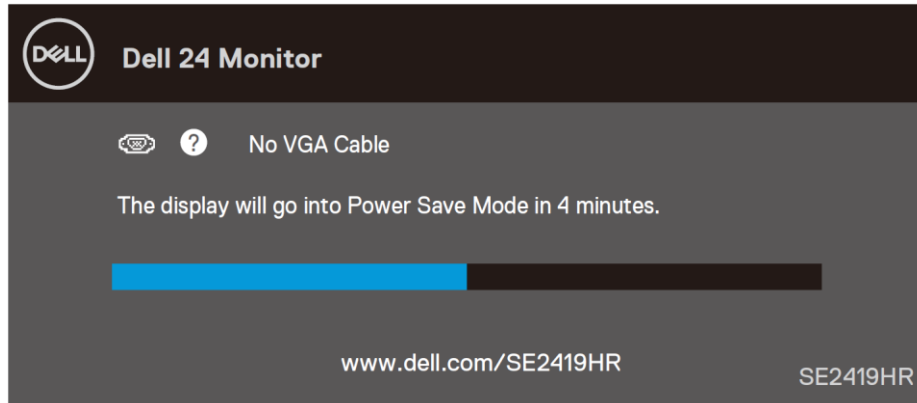 DELL
Dell 24 Monitor
? No VGA Cable
The display will go into Power Save Mode in 4 minutes.
www.dell.com/SE2419HR
SE2419HR